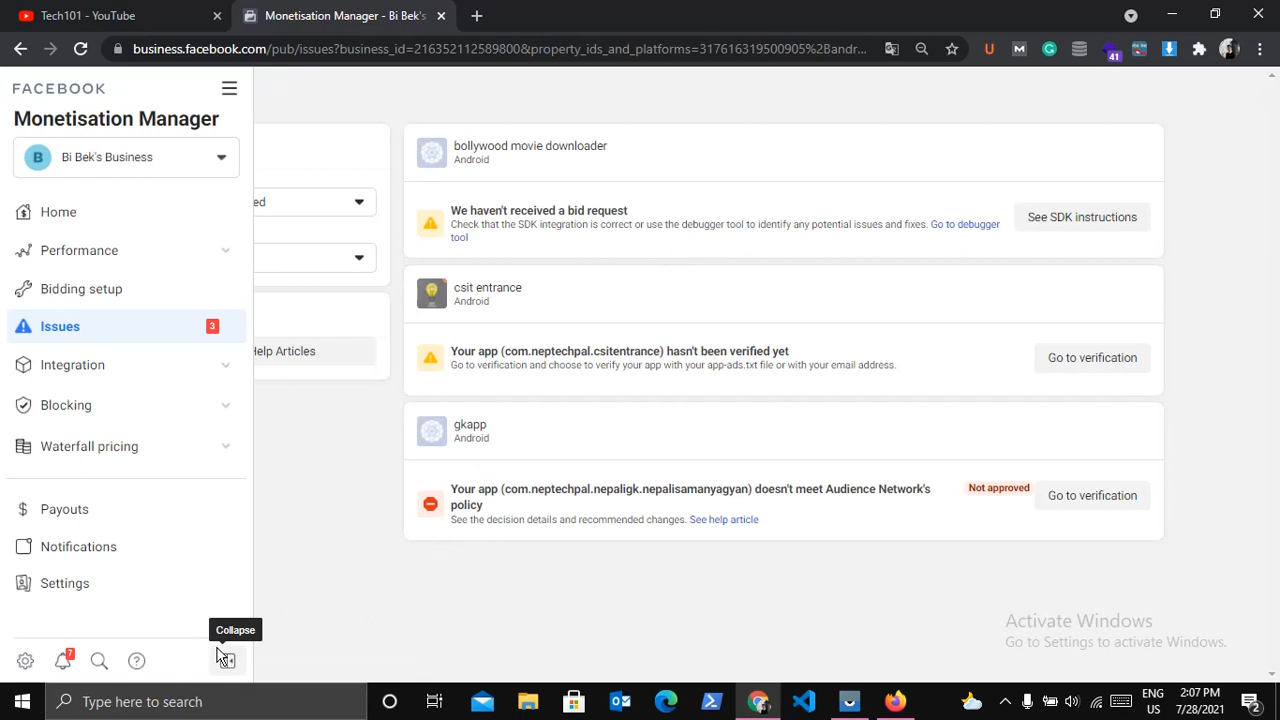 Tech101 - YouTube
Monetisation Manager - Bi Bek's
business.facebook.com/pub/issues?business_id=2163521112589800&property_ids_and_platforms=317616319500905%2Bandr...
41
FACEBOOK
Monetisation Manager
B Bi Bek's Business
Home
Performance
Bidding setup
Issues 3
Integration
Blocking
Waterfall pricing
Payouts
Notifications
Settings
Collapse
7
ed
Help Articles
bollywood movie downloader
Android
We haven't received a bid request
Check that the SDK integration is correct or use the debugger tool to identify any potential issues and fixes. Go to debugger
tool
See SDK instructions
csit entrance
Android
Your app (com.neptechpal.csitentrance) hasn't been verified yet
Go to verification and choose to verify your app with your app-ads.txt file or with your email address.
Go to verification
gkapp
Android
Your app (com.neptechpal.nepaligk.nepalisamanyagyan) doesn't meet Audience Network's
policy
See the decision details and recommended changes. See help article
Not approved
Go to verification
Activate Windows
Go to Settings to activate Windows.
Type here to search
ENG
US
2:07 PM
7/28/2021
2